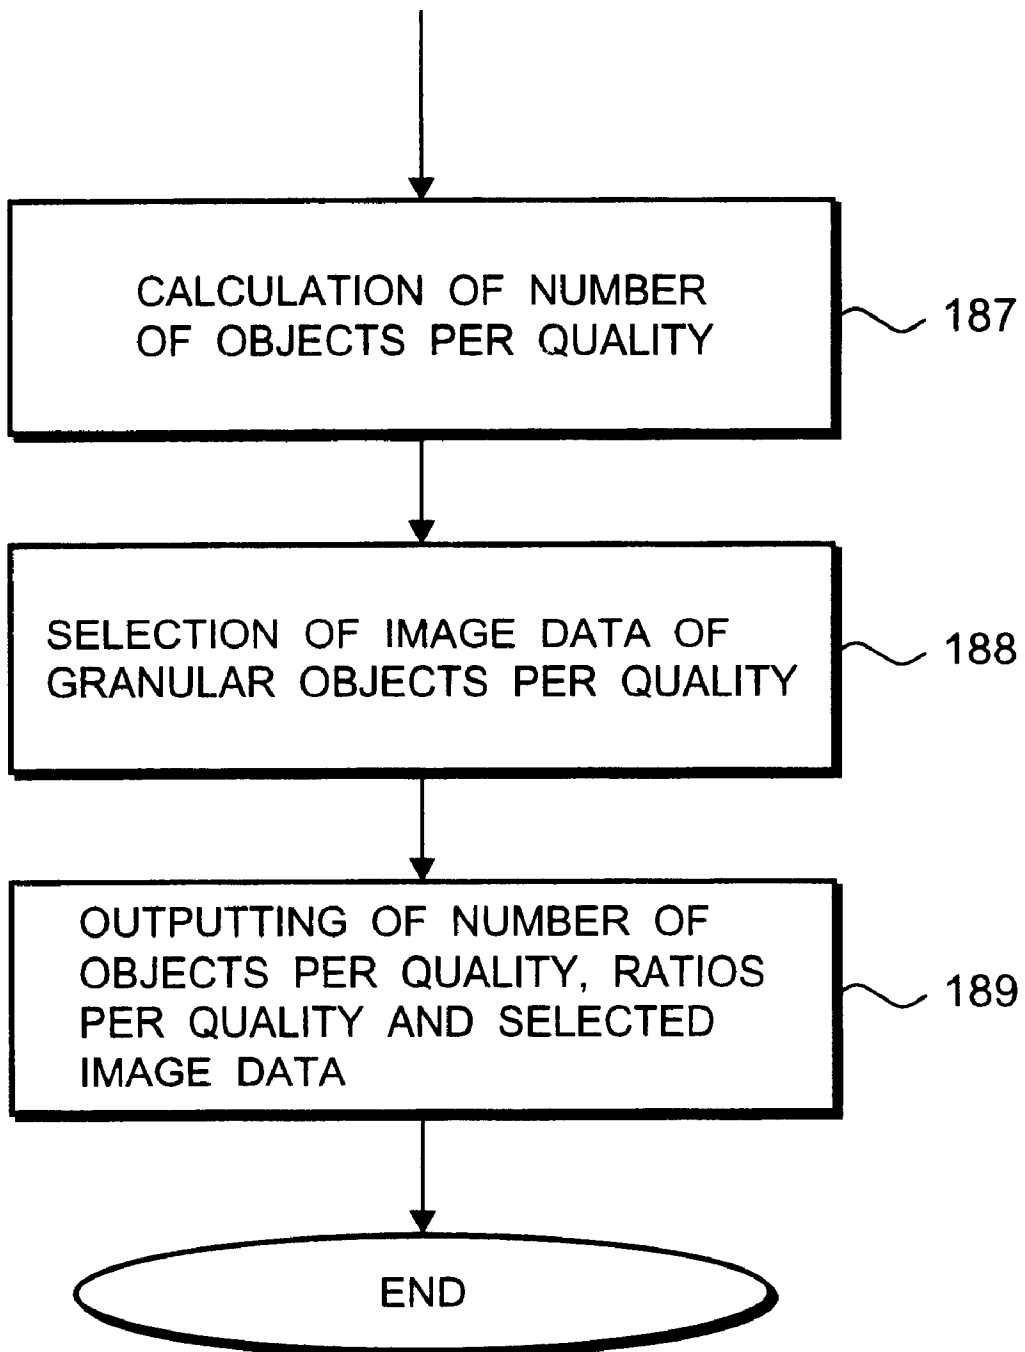 CALCULATION OF NUMBER
OF OBJECTS PER QUALITY
187
SELECTION OF IMAGE DATA OF
GRANULAR OBJECTS PER QUALITY
188
OUTPUTTING OF NUMBER OF
OBJECTS PER QUALITY, RATIOS
PER QUALITY AND SELECTED
IMAGE DATA
189
END